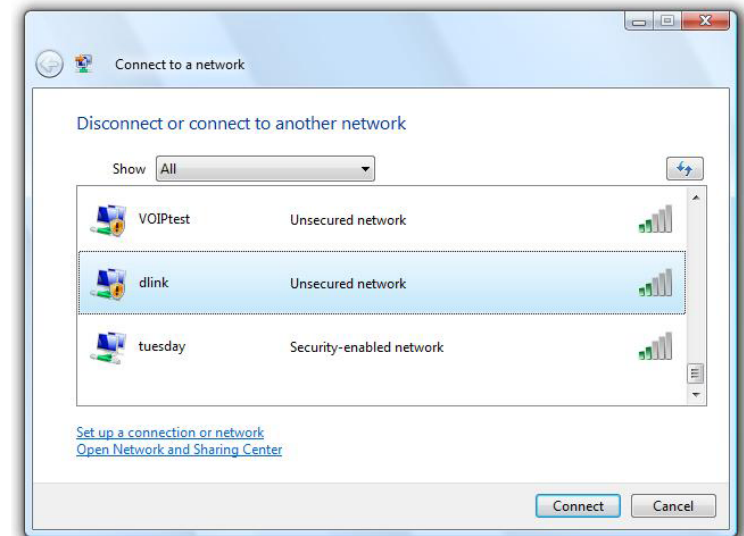 Connect to a network
Disconnect or connect to another network
Show All
VOIPtest Unsecured network
dlink Unsecured network
tuesday Security-enabled network
Set up a connection or network
Open Network and Sharing Center
Connect Cancel